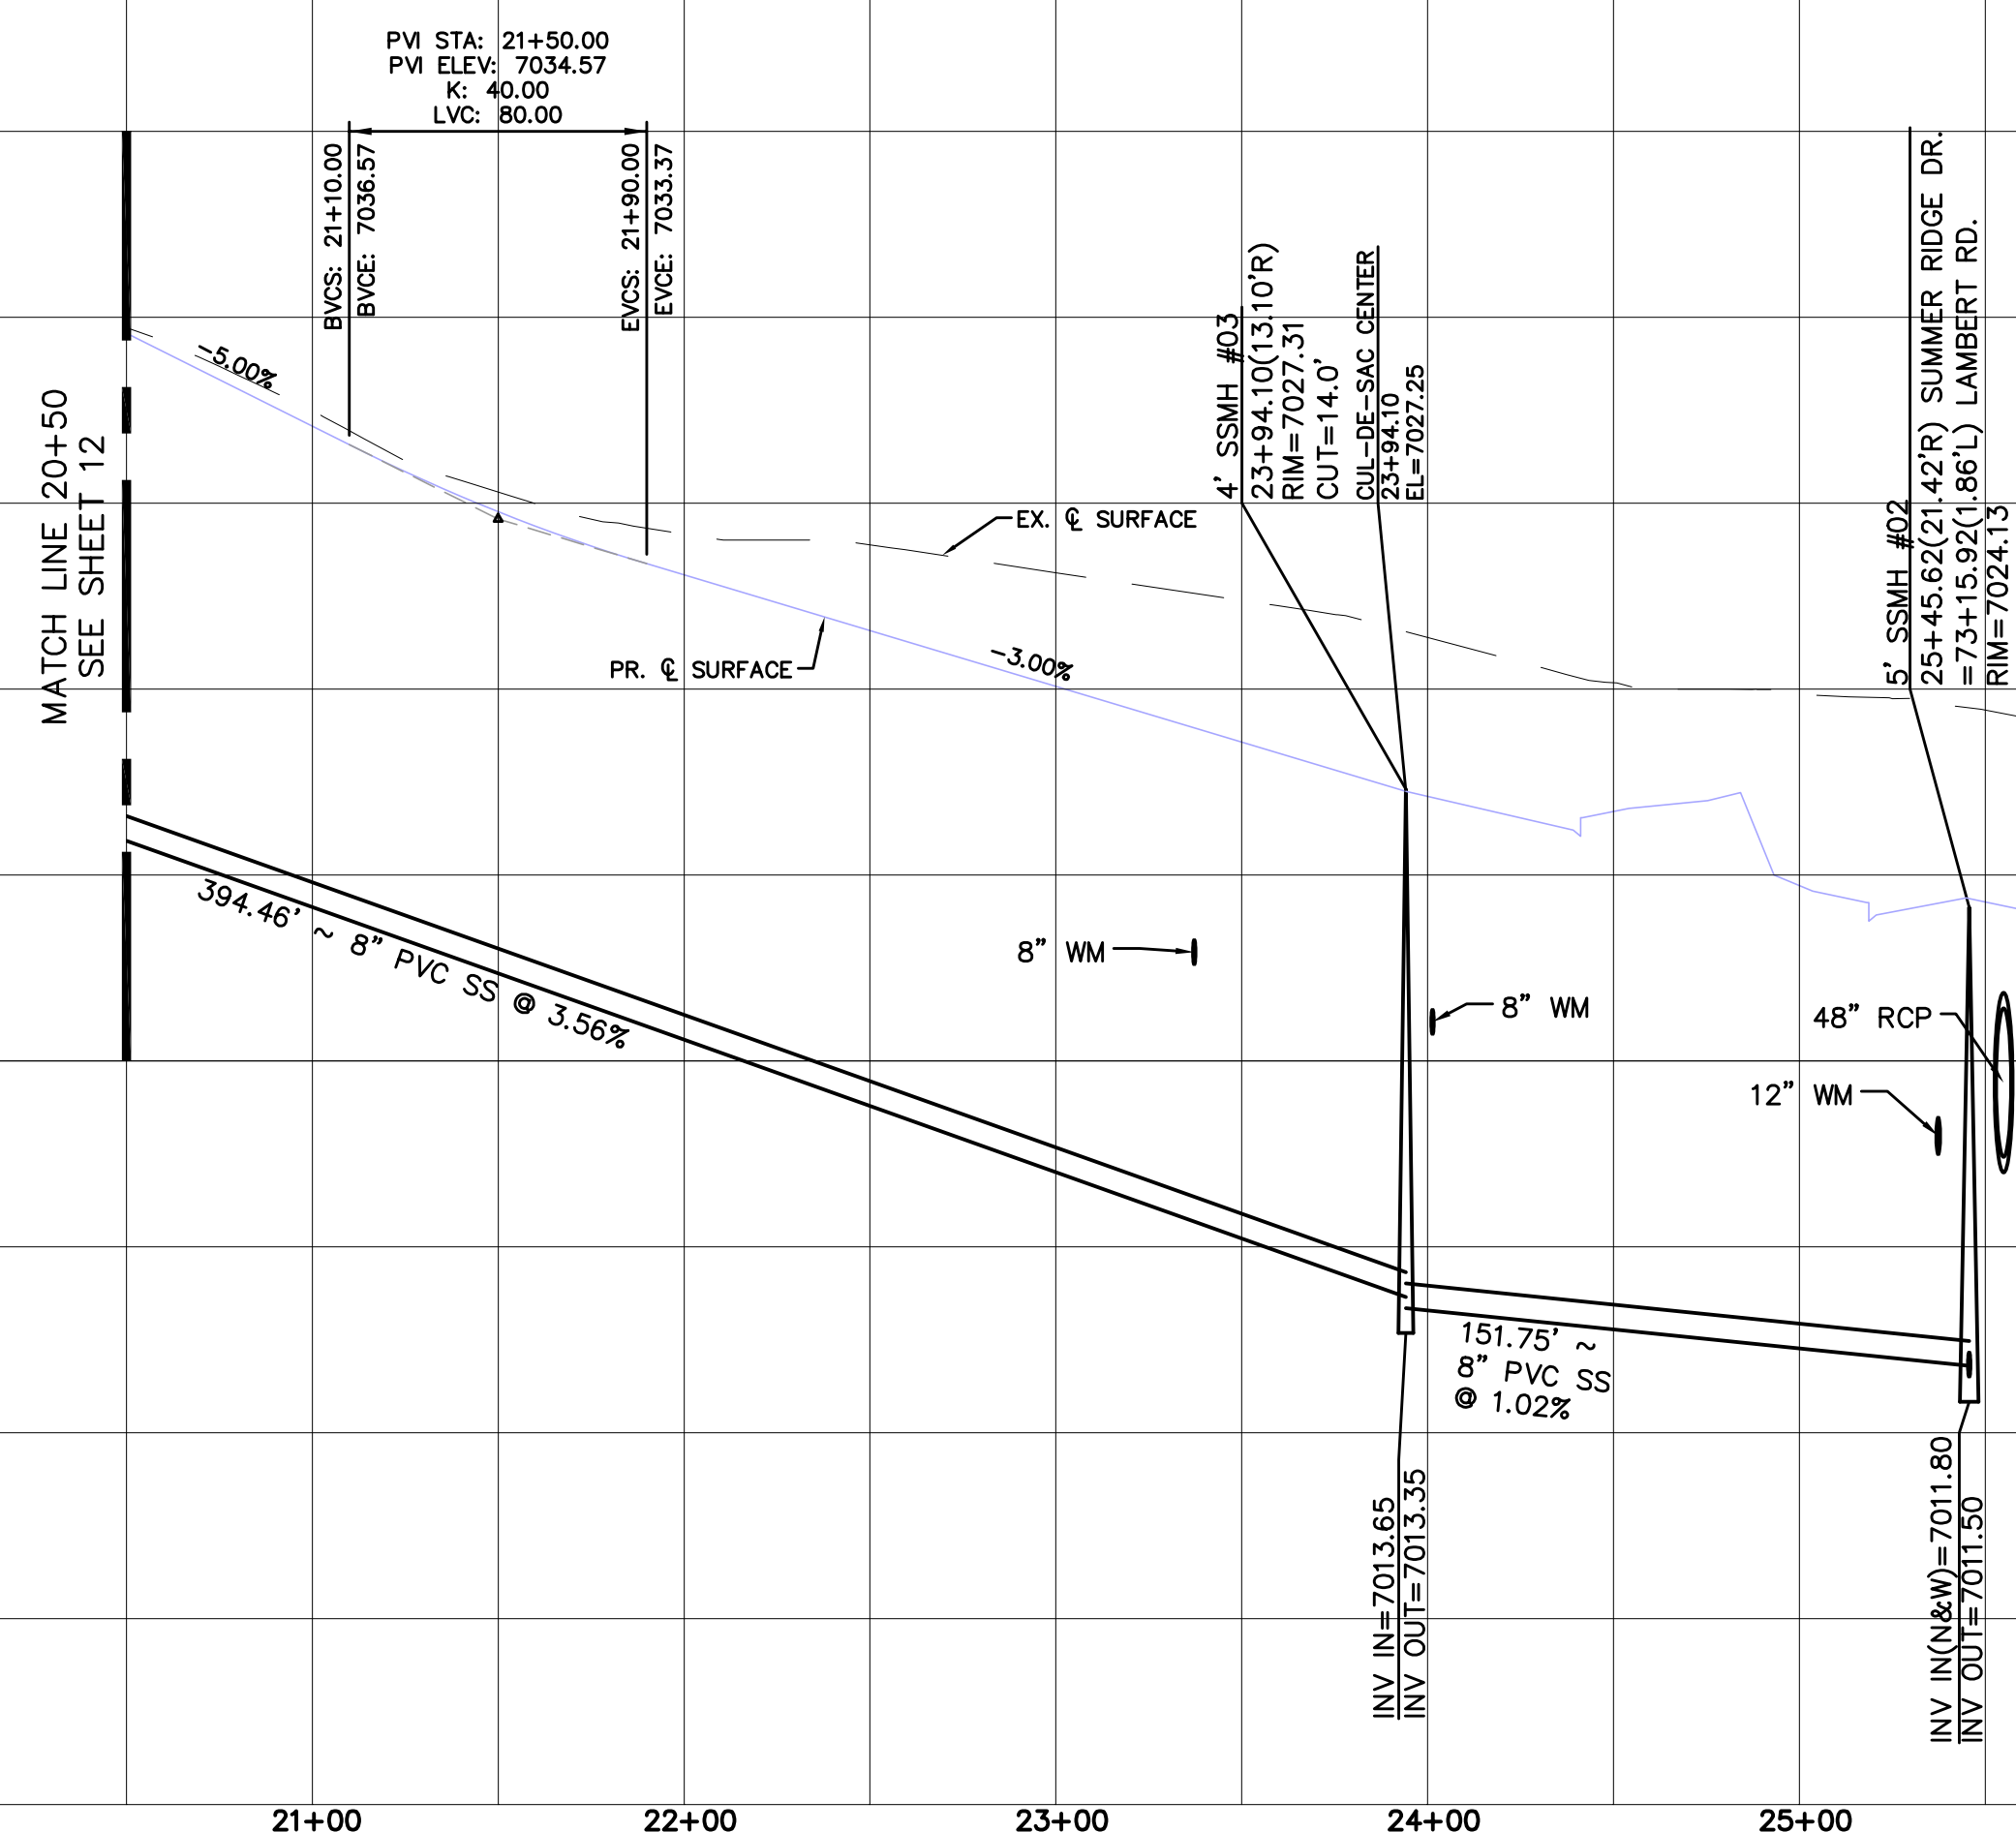 PVI STA: 21+50.00
PVI ELEV: 7034.57
K: 40.00
LVC: 80.00
BVCS: 21+10.00
BVCE: 7036.57
EVCS: 21+90.00
EVCE: 7033.37
MATCH LINE 20+50
SEE SHEET 12
-5.00%
EX. ℄ SURFACE
PR. ℄ SURFACE
-3.00%
4' SSMH #03
23+94.10(13.10'R)
RIM=7027.31
CUT=14.0'
CUL-DE-SAC CENTER
23+94.10
EL=7027.25
5' SSMH #02
25+45.62(21.42'R) SUMMER RIDGE DR.
=73+15.92(1.86'L) LAMBERT RD.
RIM=7024.13
394.46' ~ 8" PVC SS @ 3.56%
8" WM
8" WM
48" RCP
12" WM
151.75' ~
8" PVC SS
@ 1.02%
INV IN=7013.65
INV OUT=7013.35
INV IN(N&W)=7011.80
INV OUT=7011.50
21+00
22+00
23+00
24+00
25+00